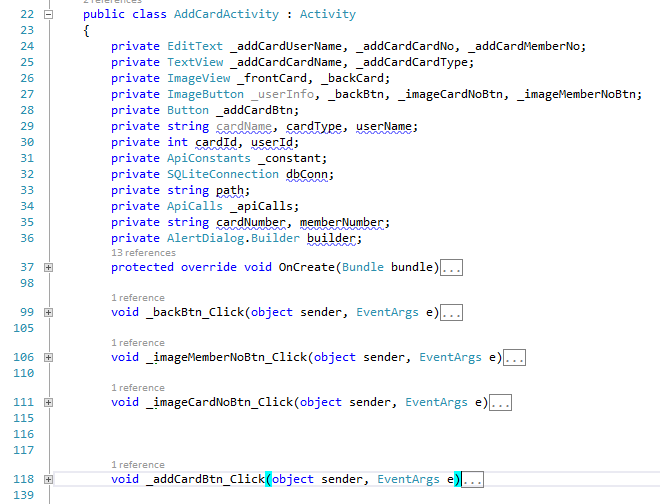 2 references
22 public class AddCardActivity : Activity
23 {
24 private EditText _addCardUserName, _addCardCardNo, _addCardMemberNo;
25 private TextView _addCardCardName, _addCardCardType;
26 private ImageView _frontCard, _backCard;
27 private ImageButton _userInfo, _backBtn, _imageCardNoBtn, _imageMemberNoBtn;
28 private Button _addCardBtn;
29 private string cardName, cardType, userName;
30 private int cardId, userId;
31 private ApiConstants _constant;
32 private SQLiteConnection dbConn;
33 private string path;
34 private ApiCalls _apiCalls;
35 private string cardNumber, memberNumber;
36 private AlertDialog.Builder builder;
13 references
37 protected override void OnCreate(Bundle bundle)...
98
1 reference
99 void _backBtn_Click(object sender, EventArgs e)...
105
1 reference
106 void _imageMemberNoBtn_Click(object sender, EventArgs e)...
110
1 reference
111 void _imageCardNoBtn_Click(object sender, EventArgs e)...
115
116
117
1 reference
118 void _addCardBtn_Click(object sender, EventArgs e)...
139